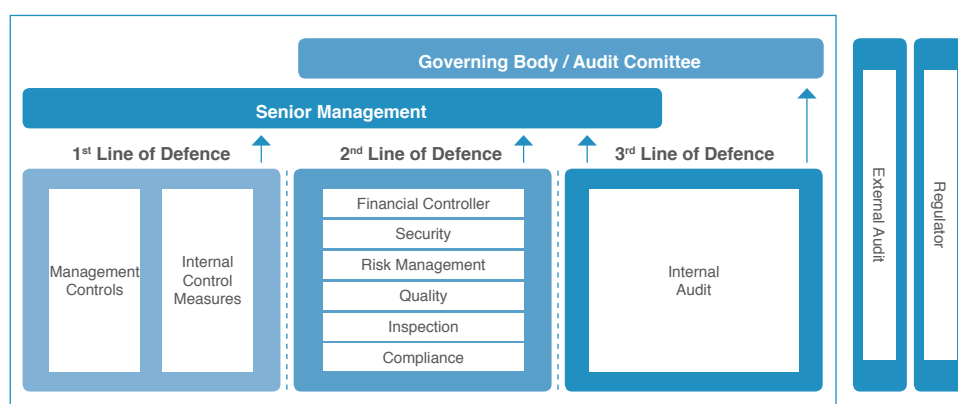 Governing Body / Audit Comittee
Senior Management
1st Line of Defence
2nd Line of Defence
3rd Line of Defence
Management
Controls
Internal
Control
Measures
Financial Controller
Security
Risk Management
Quality
Inspection
Compliance
Internal
Audit
External Audit
Regulator